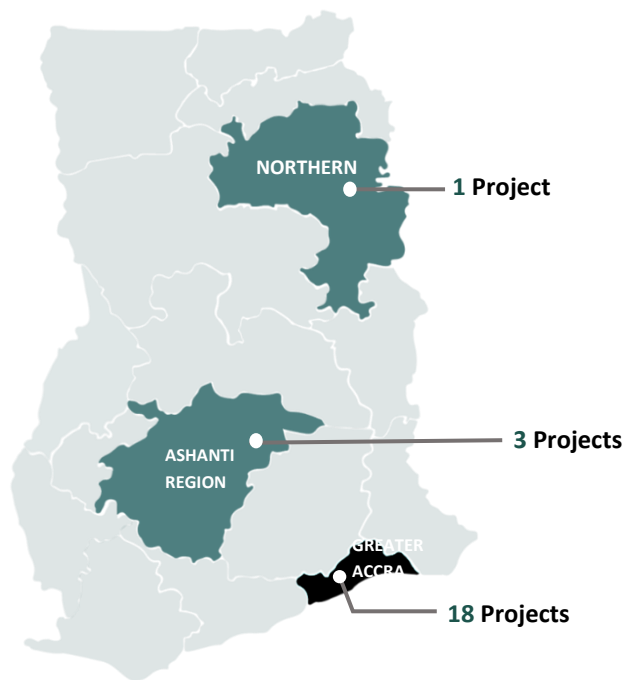 NORTHERN
1 Project
3 Projects
ASHANTI
REGION
GREATER
ACCRA
18 Projects